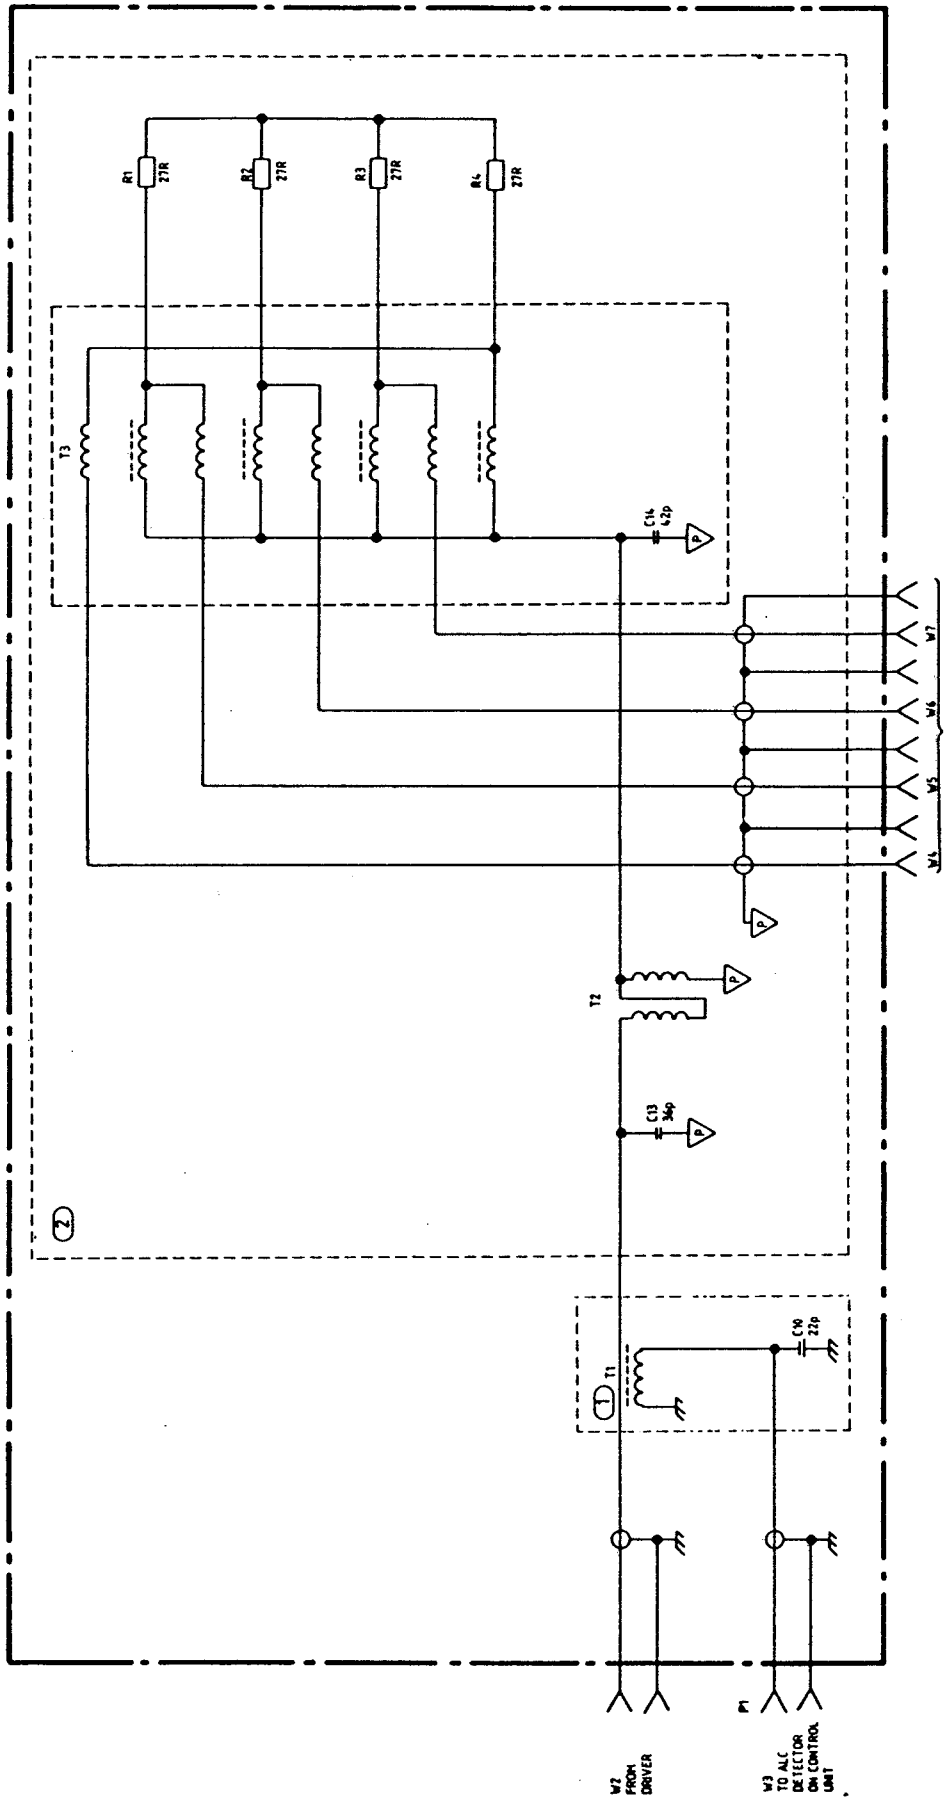 R1
27R
R2
27R
R3
27R
R4
27R
T3
C14
42p
P
W7
W6
W5
W4
P
T2
P
C13
36p
P
2
1
T1
C10
22p
W2
FROM
DRIVER
P1
W3
TO ALC
DETECTOR
ON CONTROL
UNIT